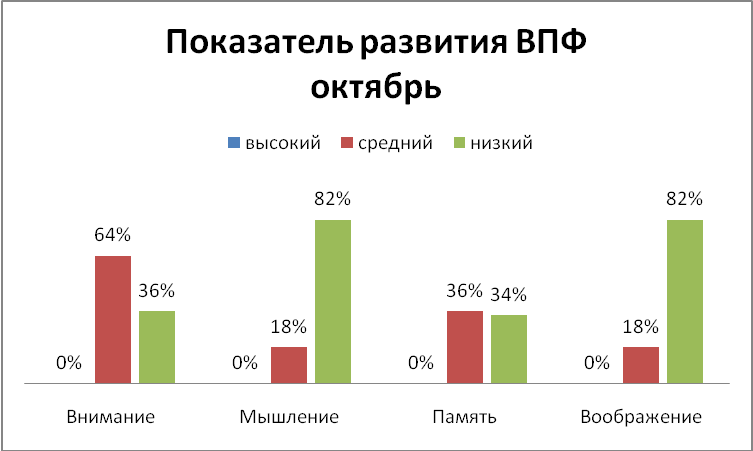 Показатель развития ВПФ
октябрь
высокий средний низкий
0% 64% 36% 0% 18% 82% 0% 36% 34% 0% 18% 82%
Внимание Мышление Память Воображение